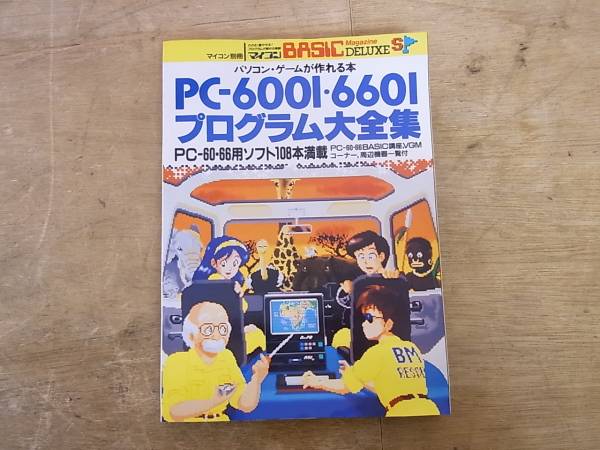 マイコン別冊 マイコン BASIC Magazine DELUXE
パソコン・ゲームが作れる本
PC-6001・6601
プログラム大全集
PC-60・66用ソフト108本満載 PC-60・66BASIC講座、VGM
コーナー、周辺機器一覧付
BM
RESCU